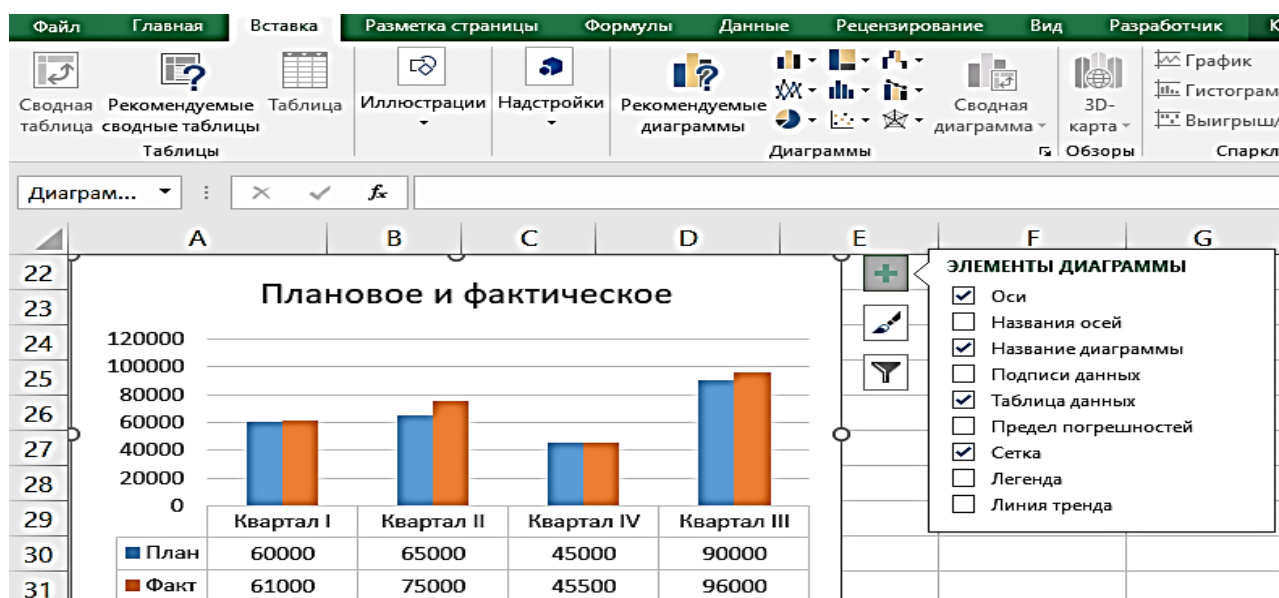 Файл Главная Вставка Разметка страницы Формулы Данные Рецензирование Вид Разработчик К
Сводная таблица
Рекомендуемые сводные таблицы
Таблица
Иллюстрации
Надстройки
Рекомендуемые диаграммы
Сводная диаграмма
3D-карта
График
Гистограм
Выигрыш/
Таблицы Диаграммы Обзоры Спаркл
Диаграм... fx
A B C D E F G
22
23
24
25
26
27
28
29
30
31
Плановое и фактическое
120000
100000
80000
60000
40000
20000
0
Квартал I Квартал II Квартал IV Квартал III
План 60000 65000 45000 90000
Факт 61000 75000 45500 96000
ЭЛЕМЕНТЫ ДИАГРАММЫ
Оси
Названия осей
Название диаграммы
Подписи данных
Таблица данных
Предел погрешностей
Сетка
Легенда
Линия тренда